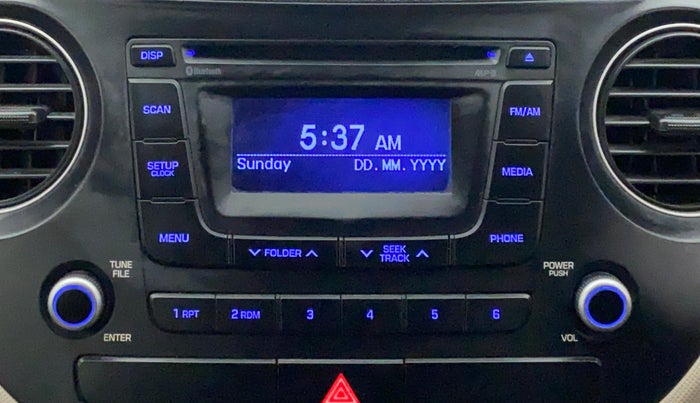 DISP
Bluetooth
MP3
SCAN
FM/AM
5:37 AM
Sunday DD.MM.YYYY
SETUP
CLOCK
MEDIA
MENU
FOLDER
SEEK
TRACK
PHONE
TUNE
FILE
POWER
PUSH
1 RPT 2 RDM 3 4 5 6
ENTER
VOL